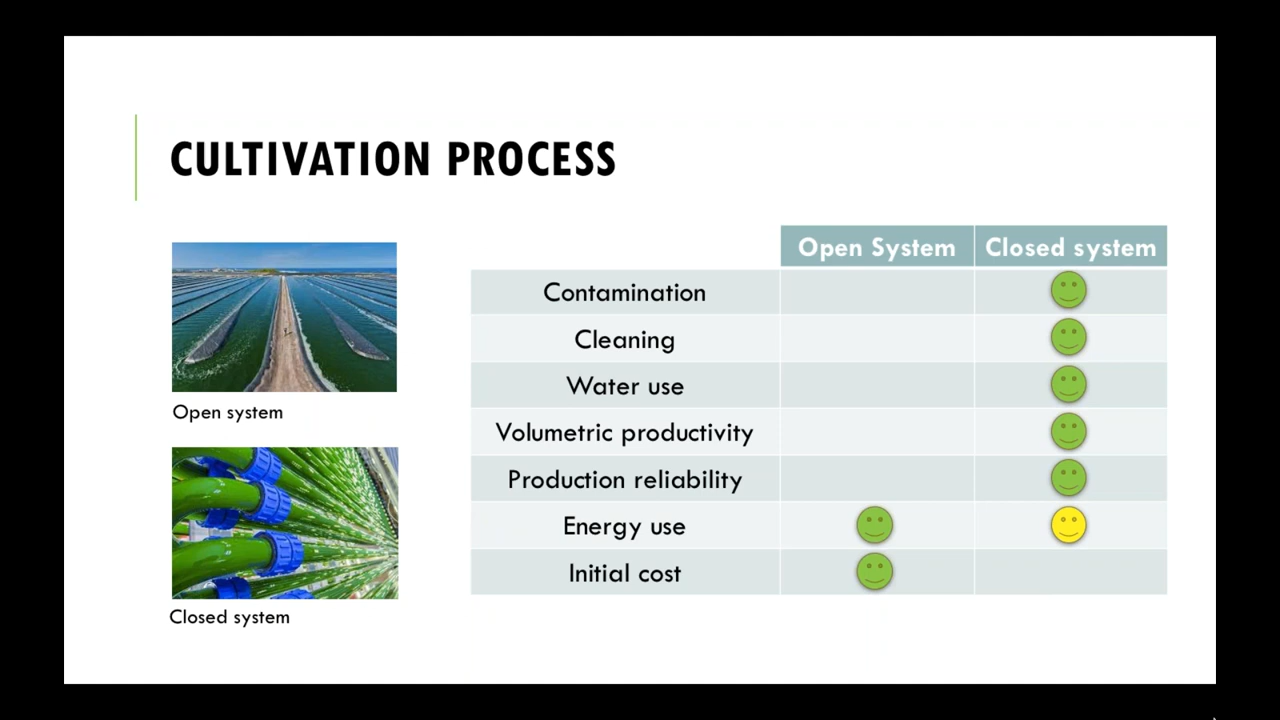 CULTIVATION PROCESS
Open System Closed system
Contamination
Cleaning
Water use
Volumetric productivity
Production reliability
Energy use
Initial cost
Open system
Closed system